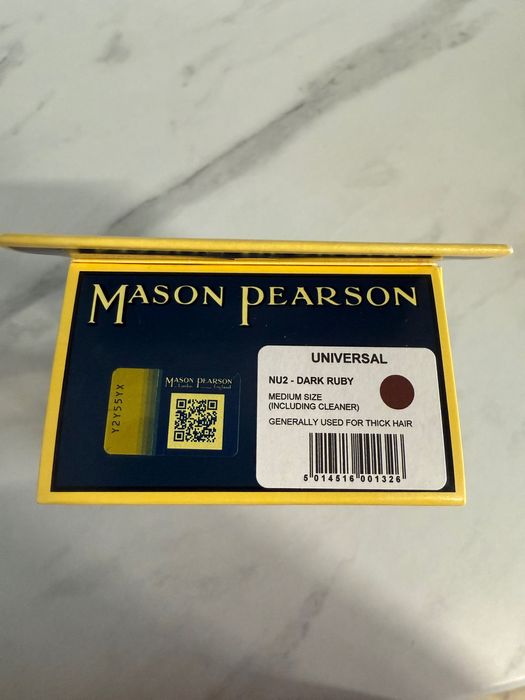 MASON PEARSON
UNIVERSAL
NU2 - DARK RUBY
MEDIUM SIZE
(INCLUDING CLEANER)
GENERALLY USED FOR THICK HAIR
5 014516 001326
MASON PEARSON
London England
Y2Y55YX